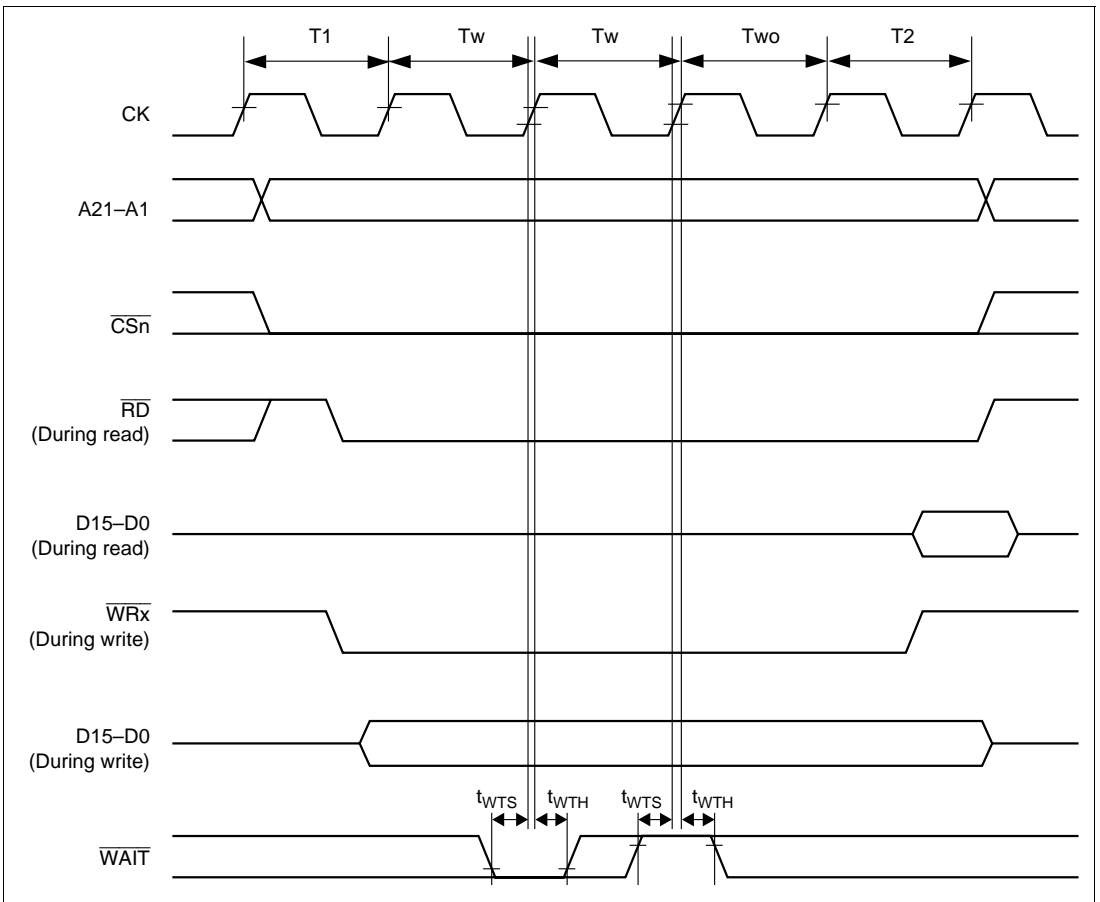 T1 Tw Tw Two T2
CK
A21–A1
CSn
RD
(During read)
D15–D0
(During read)
WRx
(During write)
D15–D0
(During write)
tWTS tWTH tWTS tWTH
WAIT